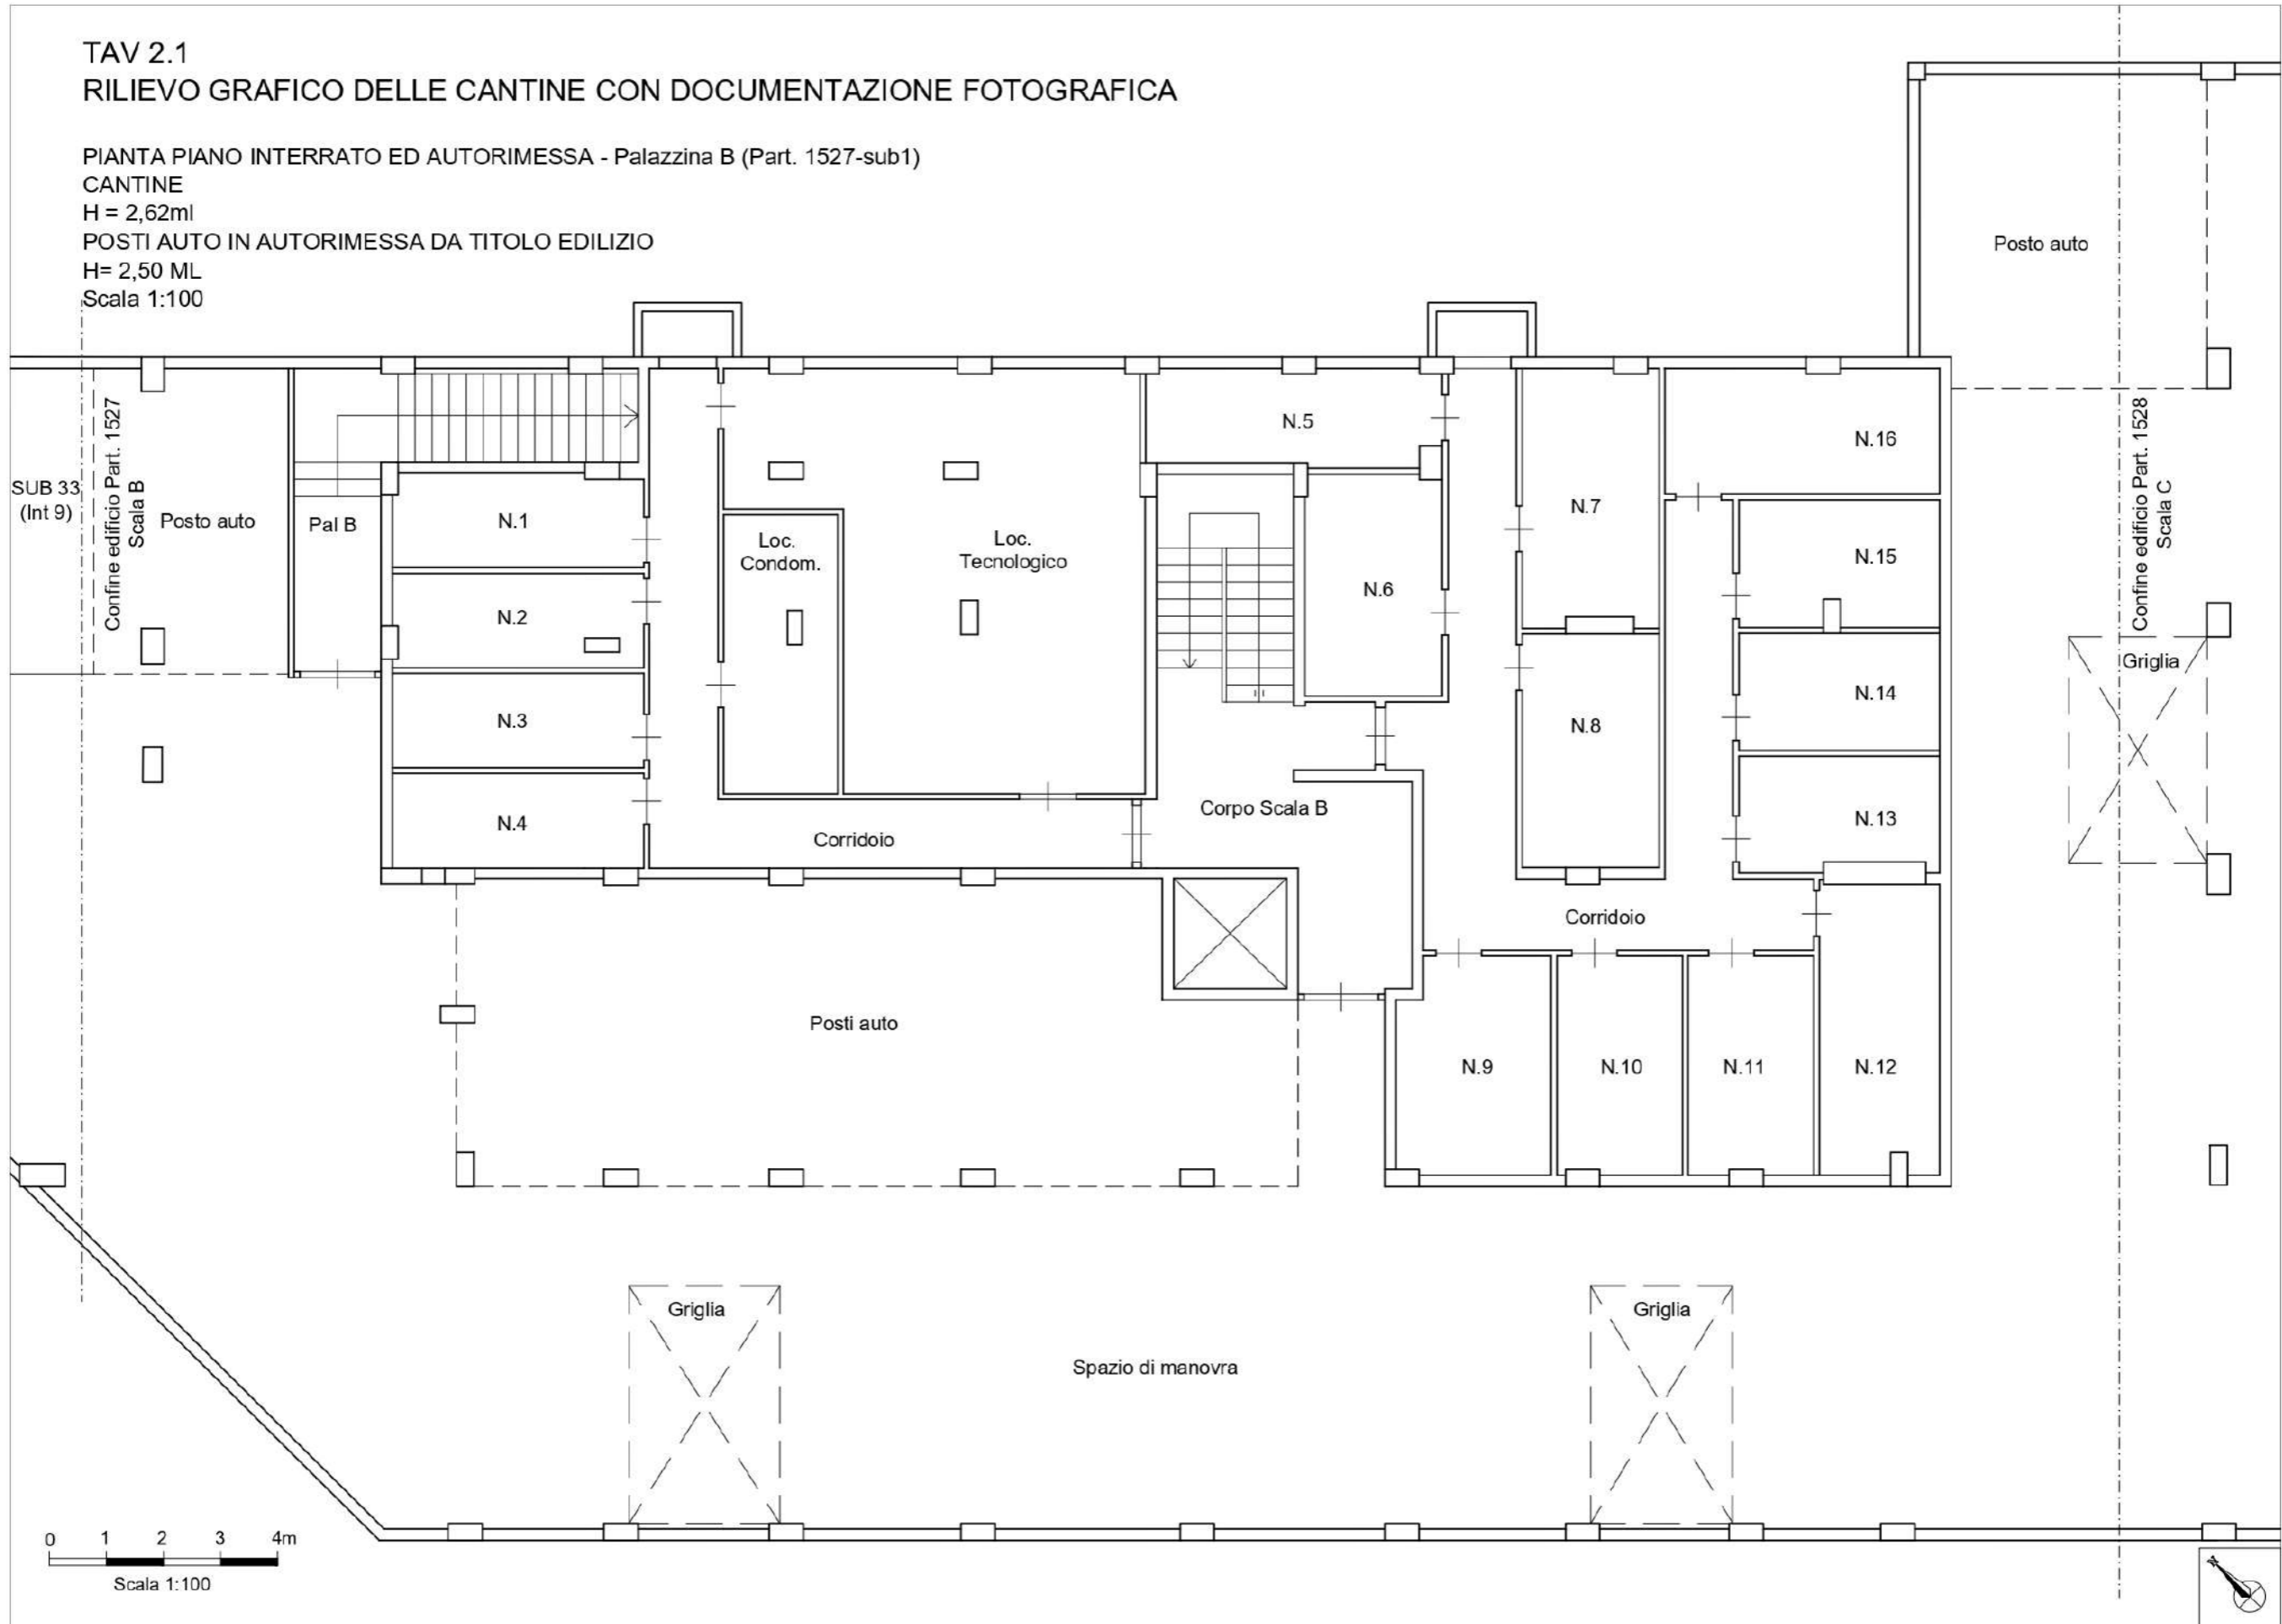 TAV 2.1
RILIEVO GRAFICO DELLE CANTINE CON DOCUMENTAZIONE FOTOGRAFICA
PIANTA PIANO INTERRATO ED AUTORIMESSA - Palazzina B (Part. 1527-sub1)
CANTINE
H = 2,62ml
POSTI AUTO IN AUTORIMESSA DA TITOLO EDILIZIO
H= 2,50 ML
Scala 1:100
Posto auto
SUB 33
(Int 9)
Confine edificio Part. 1527
Scala B
Posto auto
Pal B
N.1
N.2
N.3
N.4
Loc.
Condom.
Loc.
Tecnologico
Corridoio
N.5
N.6
Corpo Scala B
N.7
N.8
N.16
N.15
N.14
N.13
Corridoio
N.9
N.10
N.11
N.12
Confine edificio Part. 1528
Scala C
Griglia
Posti auto
Griglia
Griglia
Spazio di manovra
0 1 2 3 4m
Scala 1:100
N